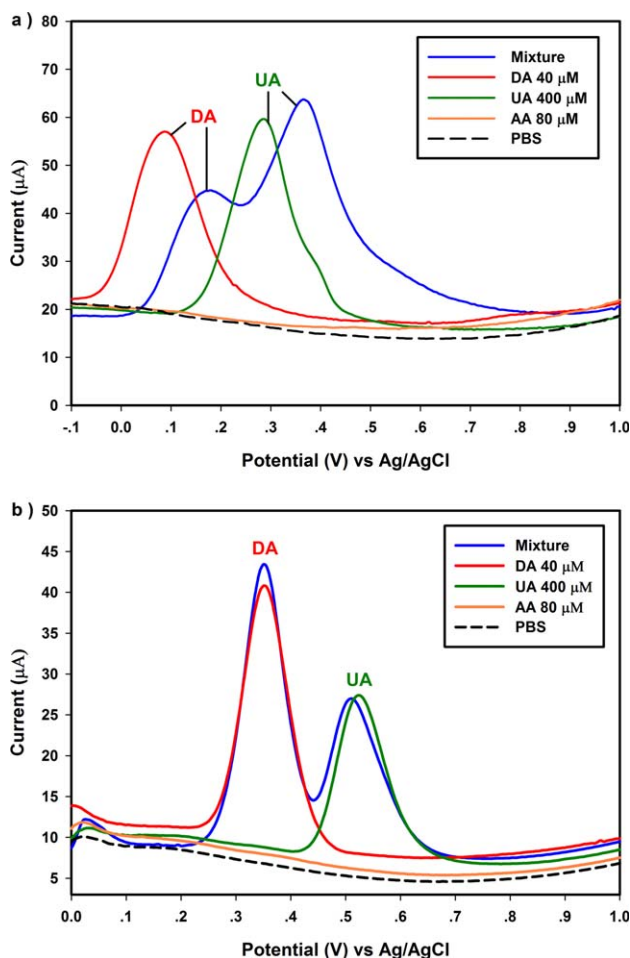 a )
80
70
60
50
40
30
20
10
0
Current (μA)
DA
UA
Mixture
DA 40 μM
UA 400 μM
AA 80 μM
PBS
-.1 0.0 .1 .2 .3 .4 .5 .6 .7 .8 .9 1.0
Potential (V) vs Ag/AgCl
b )
50
45
40
35
30
25
20
15
10
5
Current (μA)
DA
UA
Mixture
DA 40 μM
UA 400 μM
AA 80 μM
PBS
0.0 .1 .2 .3 .4 .5 .6 .7 .8 .9 1.0
Potential (V) vs Ag/AgCl